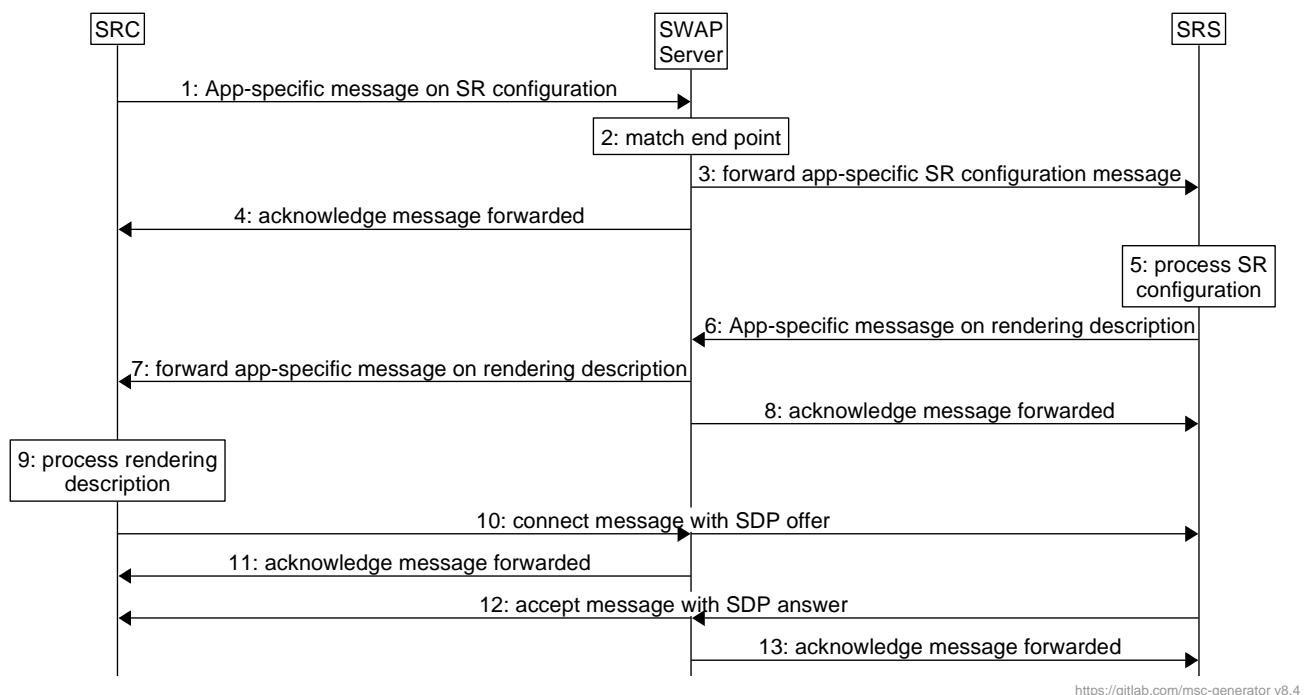 SRC
SWAP
Server
SRS
1: App-specific message on SR configuration
2: match end point
3: forward app-specific SR configuration message
4: acknowledge message forwarded
5: process SR
configuration
6: App-specific messasge on rendering description
7: forward app-specific message on rendering description
8: acknowledge message forwarded
9: process rendering
description
10: connect message with SDP offer
11: acknowledge message forwarded
12: accept message with SDP answer
13: acknowledge message forwarded
https://gitlab.com/msc-generator v8.4